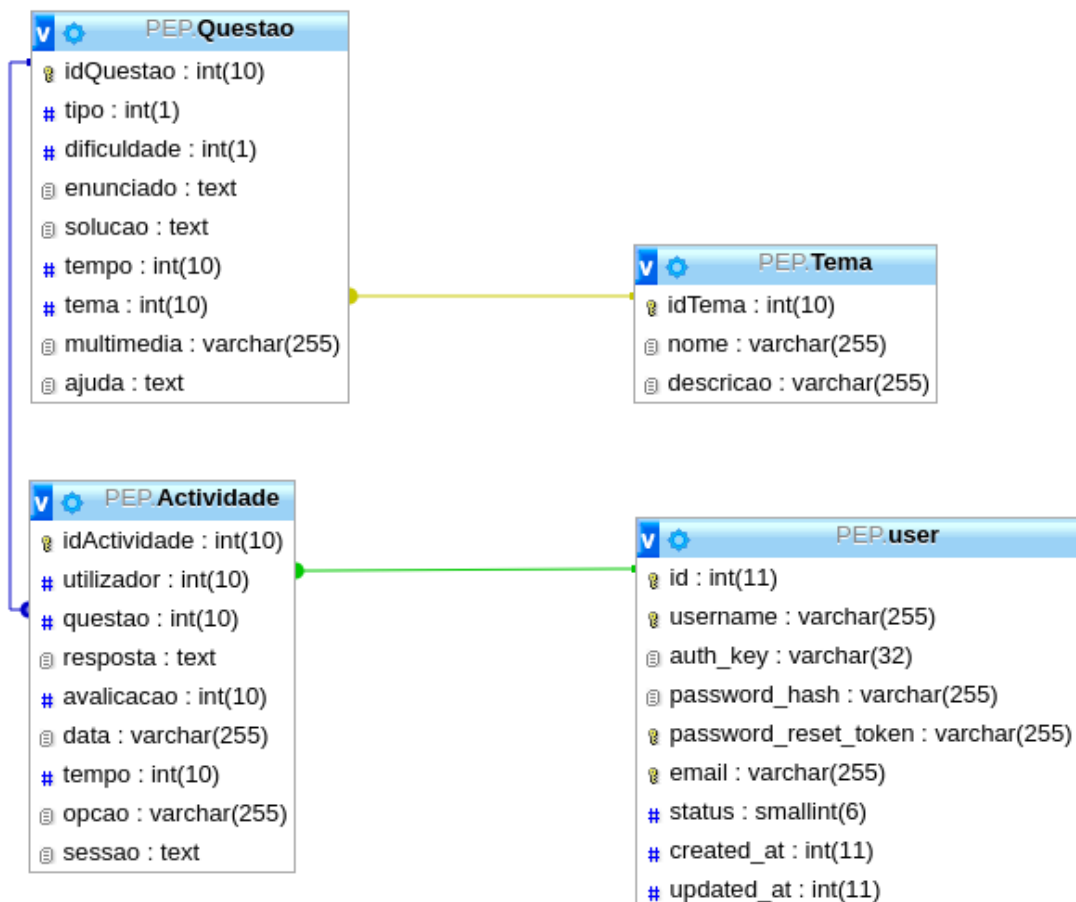 PEP.Questao
idQuestao : int(10)
tipo : int(1)
dificuldade : int(1)
enunciado : text
solucao : text
tempo : int(10)
tema : int(10)
multimedia : varchar(255)
ajuda : text
PEP.Tema
idTema : int(10)
nome : varchar(255)
descricao : varchar(255)
PEP.Actividade
idActividade : int(10)
utilizador : int(10)
questao : int(10)
resposta : text
avalicacao : int(10)
data : varchar(255)
tempo : int(10)
opcao : varchar(255)
sessao : text
PEP.user
id : int(11)
username : varchar(255)
auth_key : varchar(32)
password_hash : varchar(255)
password_reset_token : varchar(255)
email : varchar(255)
status : smallint(6)
created_at : int(11)
updated_at : int(11)